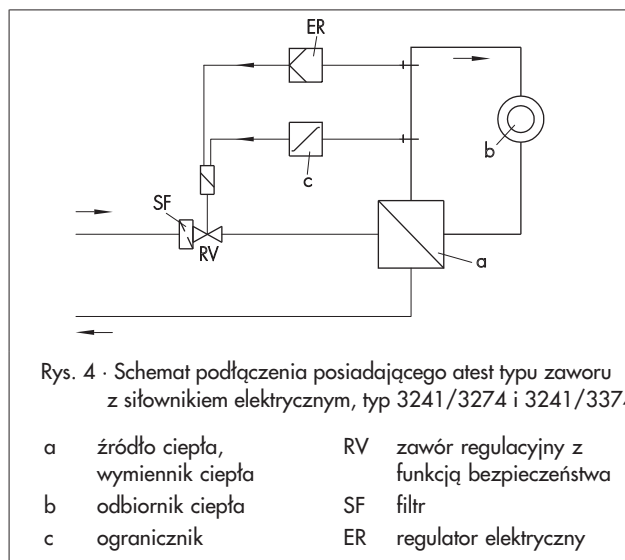 ER
b
c
SF
RV
a
Rys. 4 · Schemat podłączenia posiadającego atest typu zaworu
z siłownikiem elektrycznym, typ 3241/3274 i 3241/3374
a źródło ciepła, RV zawór regulacyjny z
wymiennik ciepła funkcją bezpieczeństwa
b odbiornik ciepła SF filtr
c ogranicznik ER regulator elektryczny